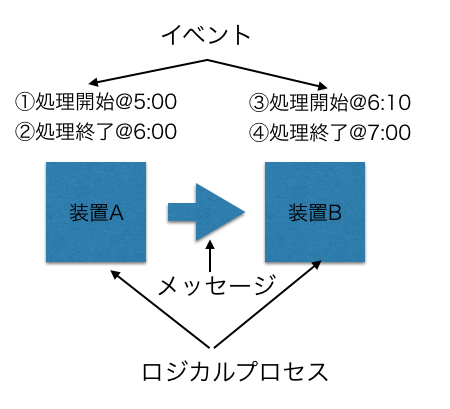 イベント
①処理開始@5:00
②処理終了@6:00
③処理開始@6:10
④処理終了@7:00
装置A
装置B
メッセージ
ロジカルプロセス